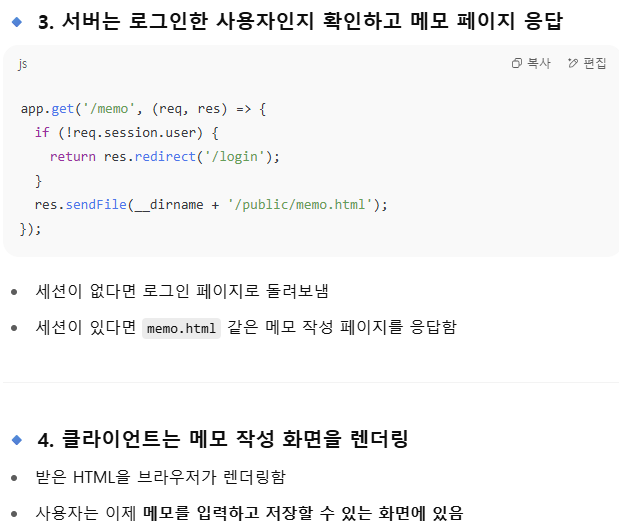 3. 서버는 로그인한 사용자인지 확인하고 메모 페이지 응답
js
복사
편집
app.get('/memo', (req, res) => {
  if (!req.session.user) {
    return res.redirect('/login');
  }
  res.sendFile(__dirname + '/public/memo.html');
});
세션이 없다면 로그인 페이지로 돌려보냄
세션이 있다면 memo.html 같은 메모 작성 페이지를 응답함
4. 클라이언트는 메모 작성 화면을 렌더링
받은 HTML을 브라우저가 렌더링함
사용자는 이제 메모를 입력하고 저장할 수 있는 화면에 있음